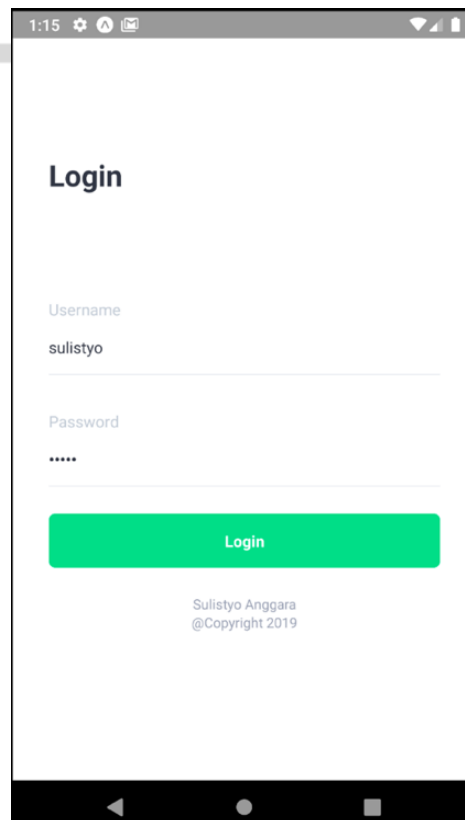 1:15
Login
Username
sulistyo
Password
•••••
Login
Sulistyo Anggara
@Copyright 2019